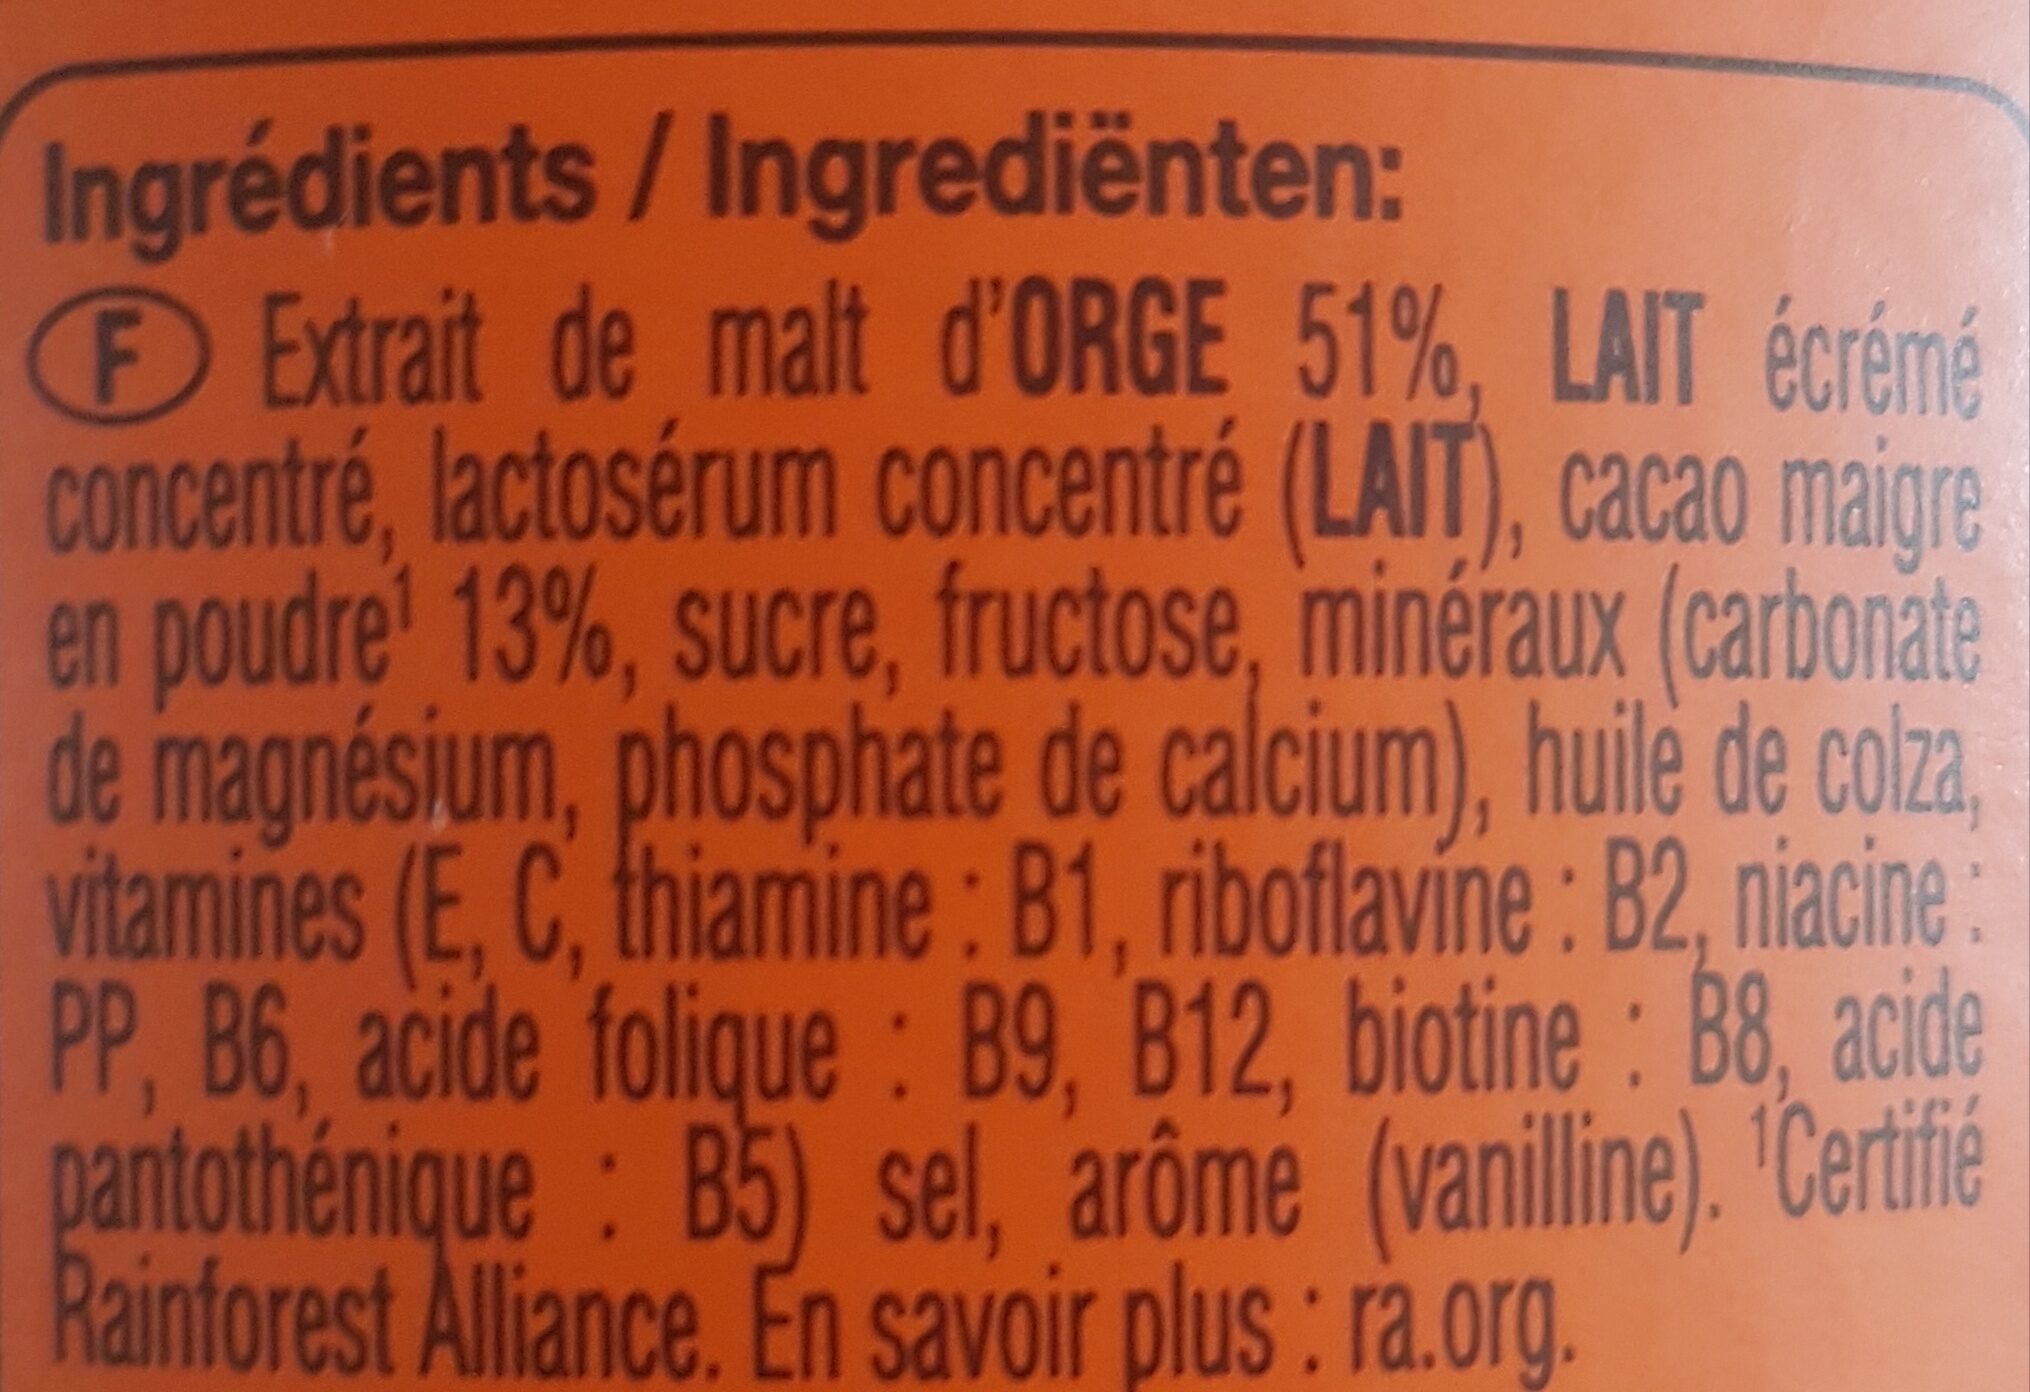 Ingrédients / Ingrediënten:
F Extrait de malt d'ORGE 51%, LAIT écrémé
concentré, lactosérum concentré (LAIT), cacao maigre
en poudre¹ 13%, sucre, fructose, minéraux (carbonate
de magnésium, phosphate de calcium), huile de colza,
vitamines (E, C, thiamine : B1, riboflavine : B2, niacine :
PP, B6, acide folique : B9, B12, biotine : B8, acide
pantothénique : B5) sel, arôme (vanilline). ¹Certifié
Rainforest Alliance. En savoir plus : ra.org.